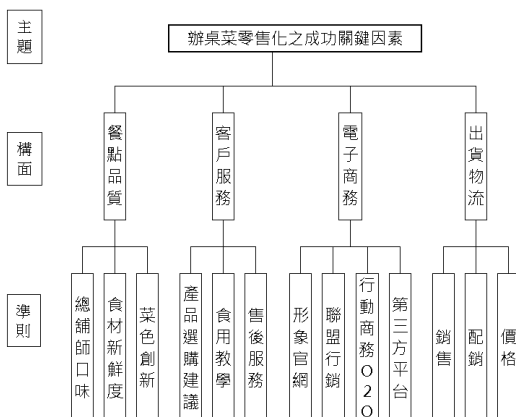 主題
辦桌菜零售化之成功關鍵因素
構面
餐點品質
客戶服務
電子商務
出貨物流
準則
總舖師口味
食材新鮮度
菜色創新
產品選購建議
食用教學
售後服務
形象官網
聯盟行銷
行動商務O2O
第三方平台
銷售
配銷
價格